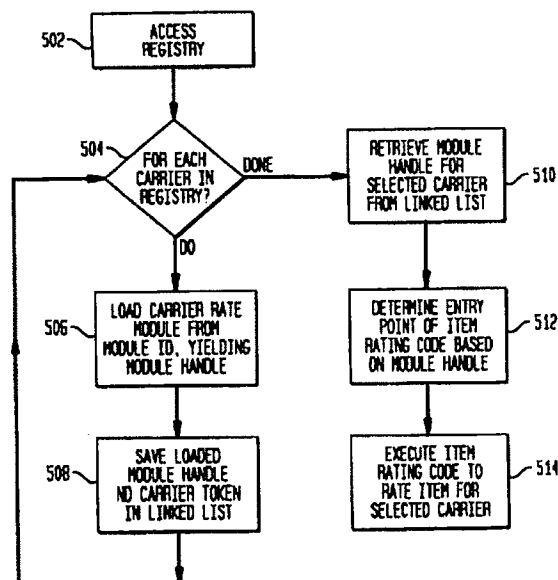 502
ACCESS
REGISTRY
504
FOR EACH
CARRIER IN
REGISTRY?
DONE
DO
506
LOAD CARRIER RATE
MODULE FROM
MODULE ID, YIELDING
MODULE HANDLE
508
SAVE LOADED
MODULE HANDLE
ND CARRIER TOKEN
IN LINKED LIST
RETRIEVE MODULE
HANDLE FOR
SELECTED CARRIER
FROM LINKED LIST
510
DETERMINE ENTRY
POINT OF ITEM
RATING CODE BASED
ON MODULE HANDLE
512
EXECUTE ITEM
RATING CODE TO
RATE ITEM FOR
SELECTED CARRIER
514